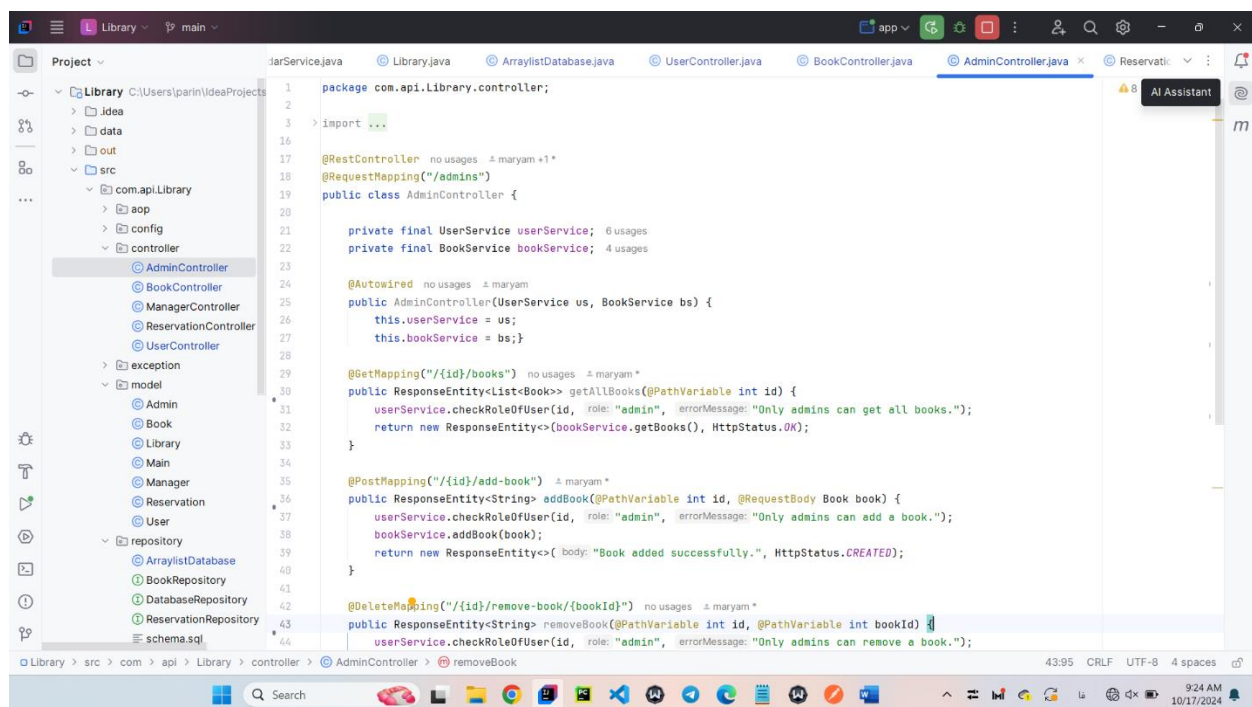 L Library main app
Project
darService.java Library.java ArraylistDatabase.java UserController.java BookController.java AdminController.java Reservatic
Library C:\Users\parin\IdeaProjects
.idea
data
out
src
com.api.Library
aop
config
controller
AdminController
BookController
ManagerController
ReservationController
UserController
exception
model
Admin
Book
Library
Main
Manager
Reservation
User
repository
ArraylistDatabase
BookRepository
DatabaseRepository
ReservationRepository
schema.sql
8
AI Assistant
m
1 package com.api.Library.controller;
2
3 import ...
16
17 @RestController no usages maryam +1 *
18 @RequestMapping("/admins")
19 public class AdminController {
20
21 private final UserService userService; 6 usages
22 private final BookService bookService; 4 usages
23
24 @Autowired no usages maryam
25 public AdminController(UserService us, BookService bs) {
26 this.userService = us;
27 this.bookService = bs;}
28
29 @GetMapping("/{id}/books") no usages maryam *
30 public ResponseEntity<List<Book>> getAllBooks(@PathVariable int id) {
31 userService.checkRoleOfUser(id, role: "admin", errorMessage: "Only admins can get all books.");
32 return new ResponseEntity<>(bookService.getBooks(), HttpStatus.OK);
33 }
34
35 @PostMapping("/{id}/add-book") maryam *
36 public ResponseEntity<String> addBook(@PathVariable int id, @RequestBody Book book) {
37 userService.checkRoleOfUser(id, role: "admin", errorMessage: "Only admins can add a book.");
38 bookService.addBook(book);
39 return new ResponseEntity<>( body: "Book added successfully.", HttpStatus.CREATED);
40 }
41
42 @DeleteMapping("/{id}/remove-book/{bookId}") no usages maryam *
43 public ResponseEntity<String> removeBook(@PathVariable int id, @PathVariable int bookId) {
44 userService.checkRoleOfUser(id, role: "admin", errorMessage: "Only admins can remove a book.");
Library > src > com > api > Library > controller > AdminController > removeBook 43:95 CRLF UTF-8 4 spaces
Search
9:24 AM
10/17/2024